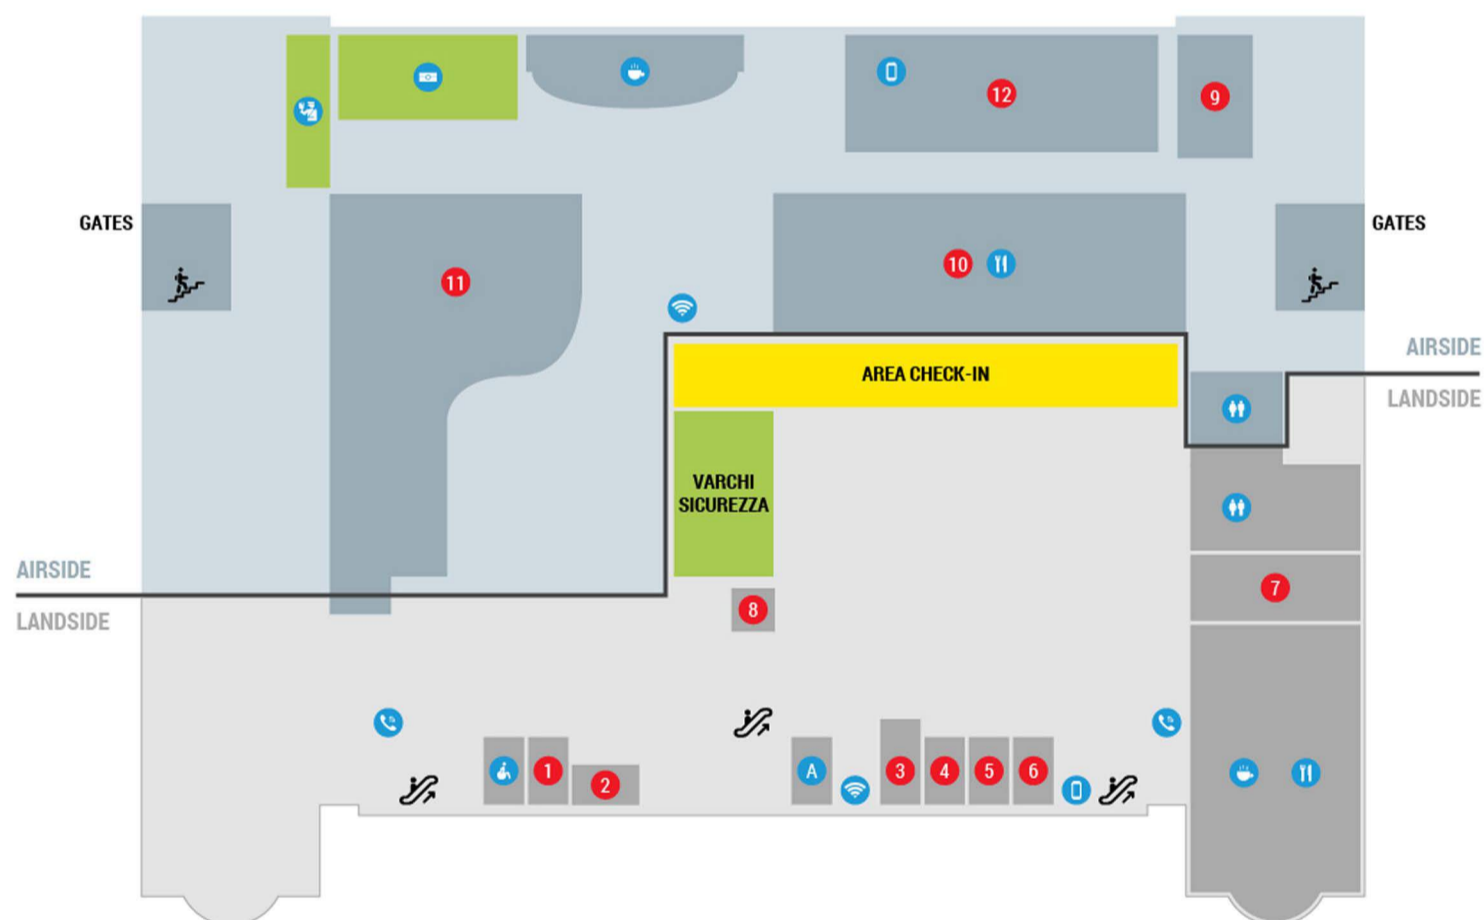 12
9
GATES
11
10
GATES
AIRSIDE
LANDSIDE
AREA CHECK-IN
VARCHI
SICUREZZA
AIRSIDE
LANDSIDE
7
8
1
2
A
3
4
5
6